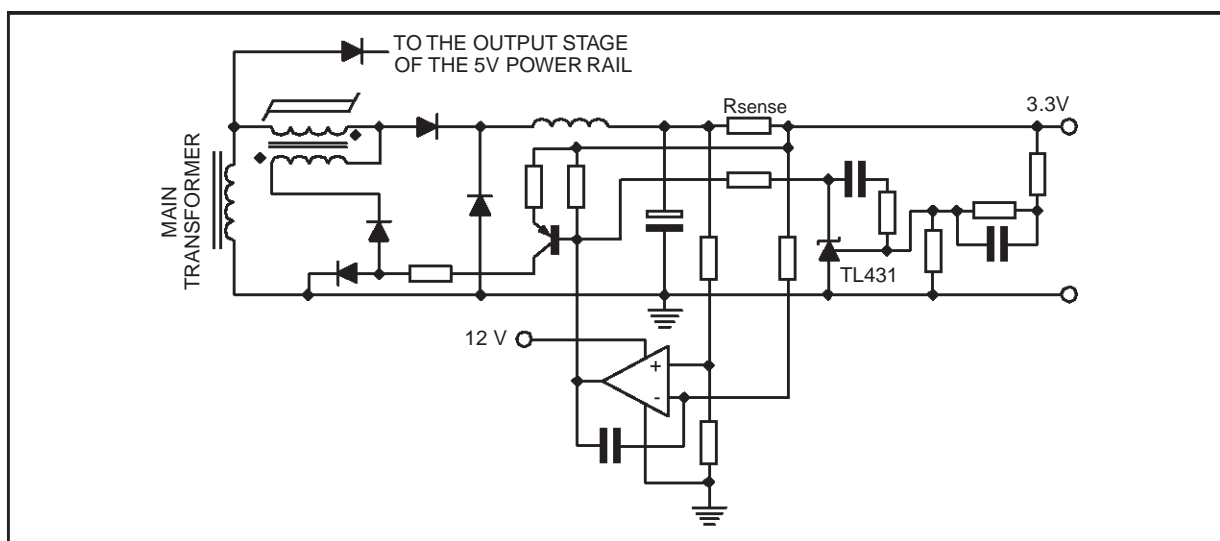 TO THE OUTPUT STAGE
OF THE 5V POWER RAIL
Rsense
3.3V
MAIN
TRANSFORMER
TL431
12 V
+
-